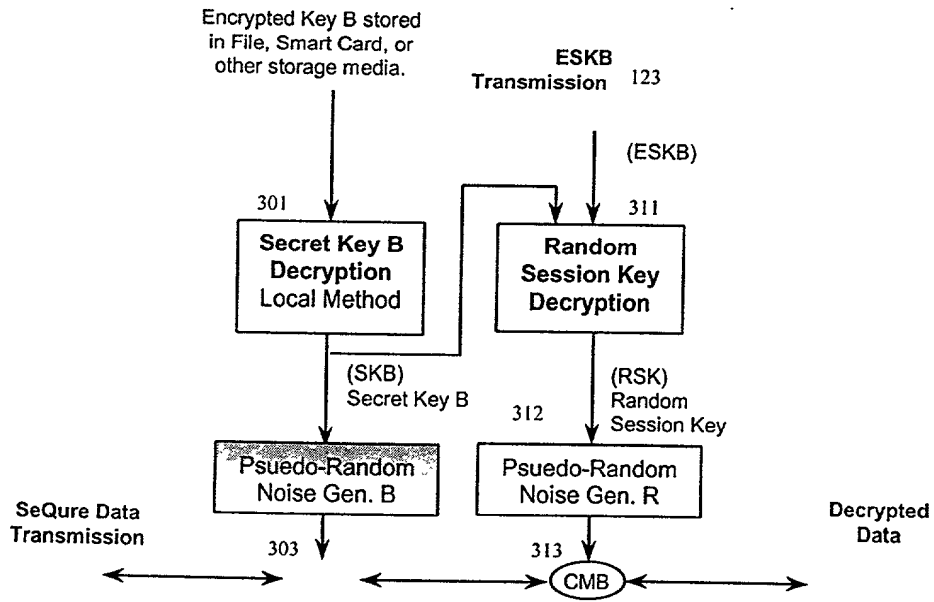 Encrypted Key B stored
in File, Smart Card, or
other storage media.
ESKB
Transmission 123
(ESKB)
301
311
Secret Key B
Decryption
Local Method
Random
Session Key
Decryption
(SKB)
Secret Key B
(RSK)
Random
Session Key
312
Psuedo-Random
Noise Gen. B
Psuedo-Random
Noise Gen. R
SeQure Data
Transmission
Decrypted
Data
303
313
CMB